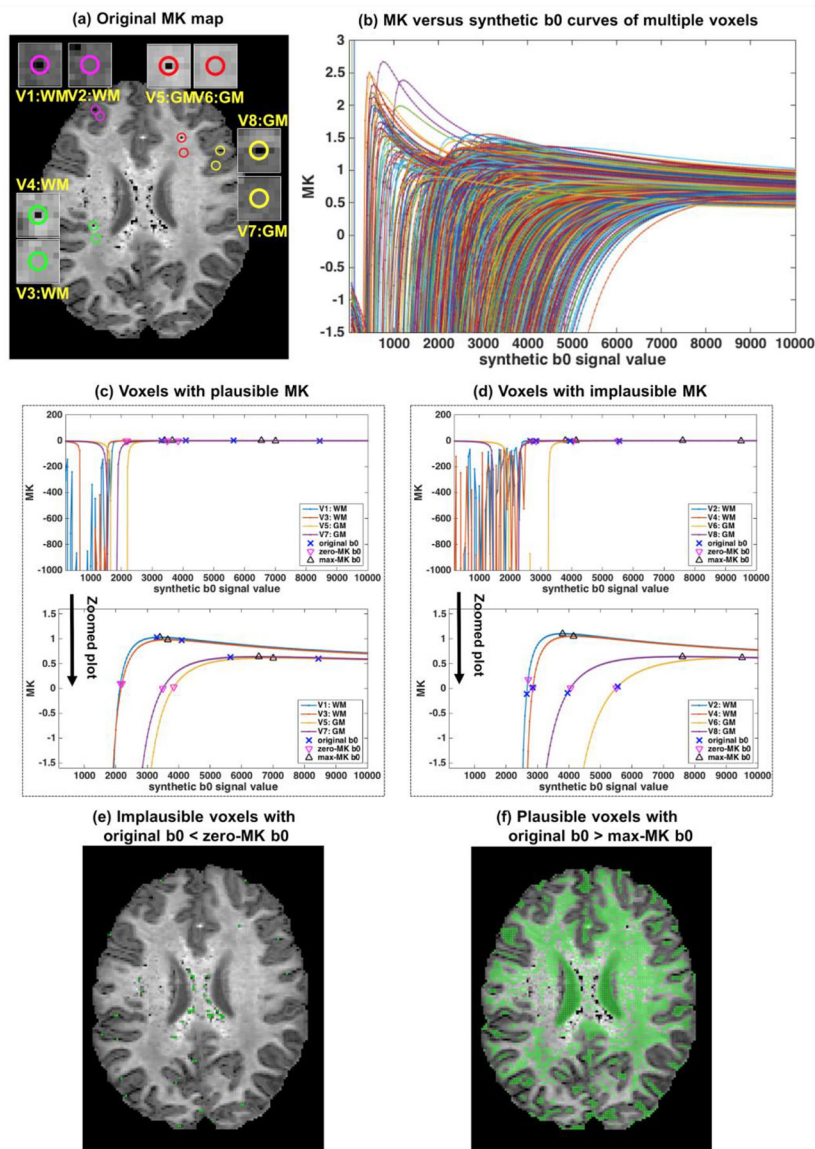 (a) Original MK map
V1:WM V2:WM
V5:GM V6:GM
V8:GM
V4:WM
V7:GM
V3:WM
(b) MK versus synthetic b0 curves of multiple voxels
MK
3
2.5
2
1.5
1
0.5
0
-0.5
-1
-1.5
1000 2000 3000 4000 5000 6000 7000 8000 9000 10000
synthetic b0 signal value
(c) Voxels with plausible MK
MK
200
0
-200
-400
-600
-800
-1000
V1: WM
V3: WM
V5: GM
V7: GM
original b0
zero-MK b0
max-MK b0
0 1000 2000 3000 4000 5000 6000 7000 8000 9000 10000
synthetic b0 signal value
Zoomed plot
MK
1.5
1
0.5
0
0.5
-1
-1.5
V1: WM
V3: WM
V5: GM
V7: GM
original b0
zero-MK b0
max-MK b0
1000 2000 3000 4000 5000 6000 7000 8000 9000 10000
synthetic b0 signal value
(d) Voxels with implausible MK
MK
200
0
-200
-400
-600
-800
-1000
V2: WM
V4: WM
V6: GM
V8: GM
original b0
zero-MK b0
max-MK b0
1000 2000 3000 4000 5000 6000 7000 8000 9000 10000
synthetic b0 signal value
Zoomed plot
MK
1.5
1
0.5
0
0.5
-1
-1.5
V2: WM
V4: WM
V6: GM
V8: GM
original b0
zero-MK b0
max-MK b0
1000 2000 3000 4000 5000 6000 7000 8000 9000 10000
synthetic b0 signal value
(e) Implausible voxels with
original b0 < zero-MK b0
(f) Plausible voxels with
original b0 > max-MK b0